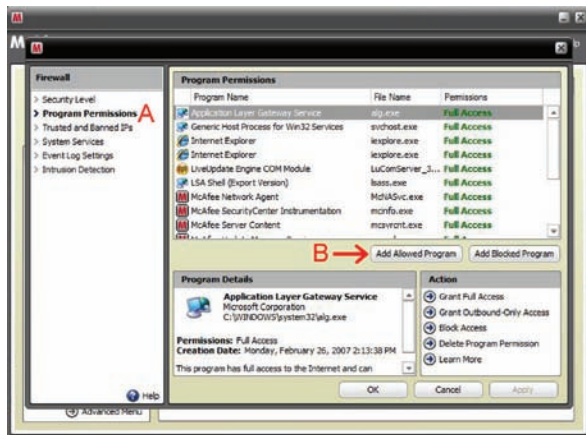 M
M
M
Firewall
> Security Level
> Program Permissions A
> Trusted and Banned IPs
> System Services
> Event Log Settings
> Intrusion Detection
Help
Program Permissions
Program Name File Name Permissions
Application Layer Gateway Service alg.exe Full Access
Generic Host Process for Win32 Services svchost.exe Full Access
Internet Explorer iexplore.exe Full Access
Internet Explorer iexplore.exe Full Access
LiveUpdate Engine COM Module LuComServer_3... Full Access
LSA Shell (Export Version) lsass.exe Full Access
McAfee Network Agent McNASvc.exe Full Access
McAfee SecurityCenter Instrumentation mcinfo.exe Full Access
McAfee Server Content mcsvrcnt.exe Full Access
B Add Allowed Program Add Blocked Program
Program Details
Application Layer Gateway Service
Microsoft Corporation
C:\WINDOWS\system32\alg.exe
Permissions: Full Access
Creation Date: Monday, February 26, 2007 2:13:38 PM
This program has full access to the Internet and can
Action
Grant Full Access
Grant Outbound-Only Access
Block Access
Delete Program Permission
Learn More
OK Cancel Apply
Advanced Menu